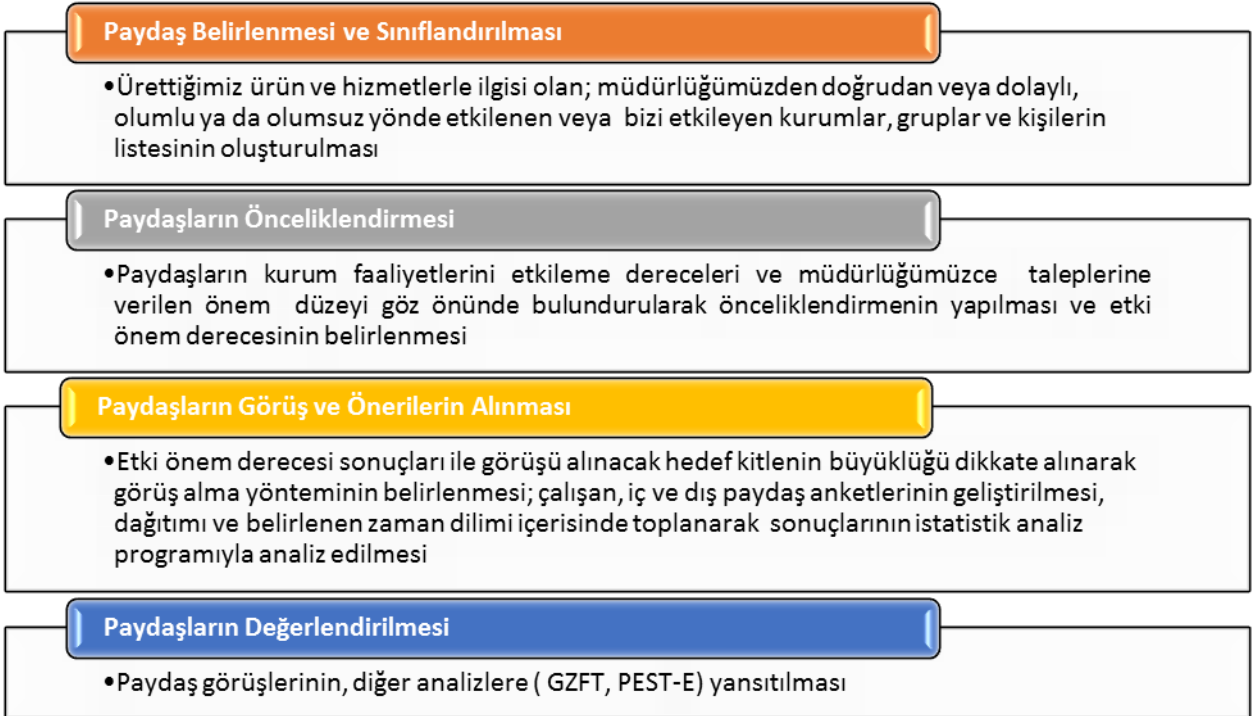 Paydaş Belirlenmesi ve Sınıflandırılması
•Ürettiğimiz ürün ve hizmetlerle ilgisi olan; müdürlüğümüzden doğrudan veya dolaylı,
olumlu ya da olumsuz yönde etkilenen veya bizi etkileyen kurumlar, gruplar ve kişilerin
listesinin oluşturulması
Paydaşların Önceliklendirmesi
•Paydaşların kurum faaliyetlerini etkileme dereceleri ve müdürlüğümüzce taleplerine
verilen önem düzeyi göz önünde bulundurularak önceliklendirmenin yapılması ve etki
önem derecesinin belirlenmesi
Paydaşların Görüş ve Önerilerin Alınması
•Etki önem derecesi sonuçları ile görüşü alınacak hedef kitlenin büyüklüğü dikkate alınarak
görüş alma yönteminin belirlenmesi; çalışan, iç ve dış paydaş anketlerinin geliştirilmesi,
dağıtımı ve belirlenen zaman dilimi içerisinde toplanarak sonuçlarının istatistik analiz
programıyla analiz edilmesi
Paydaşların Değerlendirilmesi
•Paydaş görüşlerinin, diğer analizlere ( GZFT, PEST-E) yansıtılması